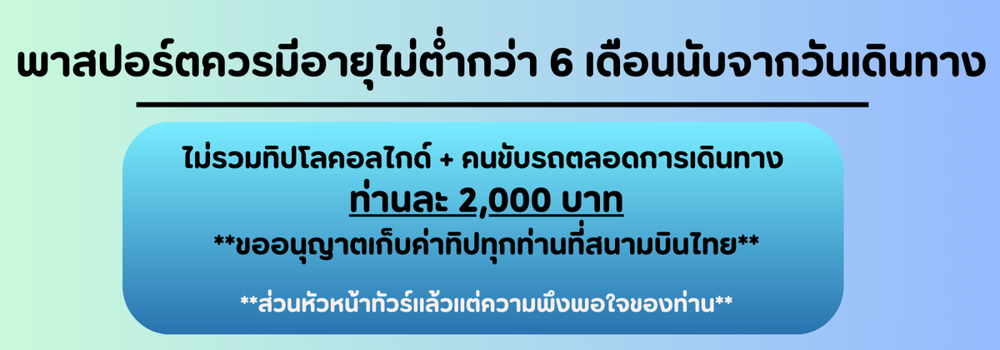 พาสปอร์ตควรมีอายุไม่ต่ำกว่า 6 เดือนนับจากวันเดินทาง
ไม่รวมทิปโลคอลไกด์ + คนขับรถตลอดการเดินทาง
ท่านละ 2,000 บาท
**ขออนุญาตเก็บค่าทิปทุกท่านที่สนามบินไทย**
**ส่วนหัวหน้าทัวร์แล้วแต่ความพึงพอใจของท่าน**